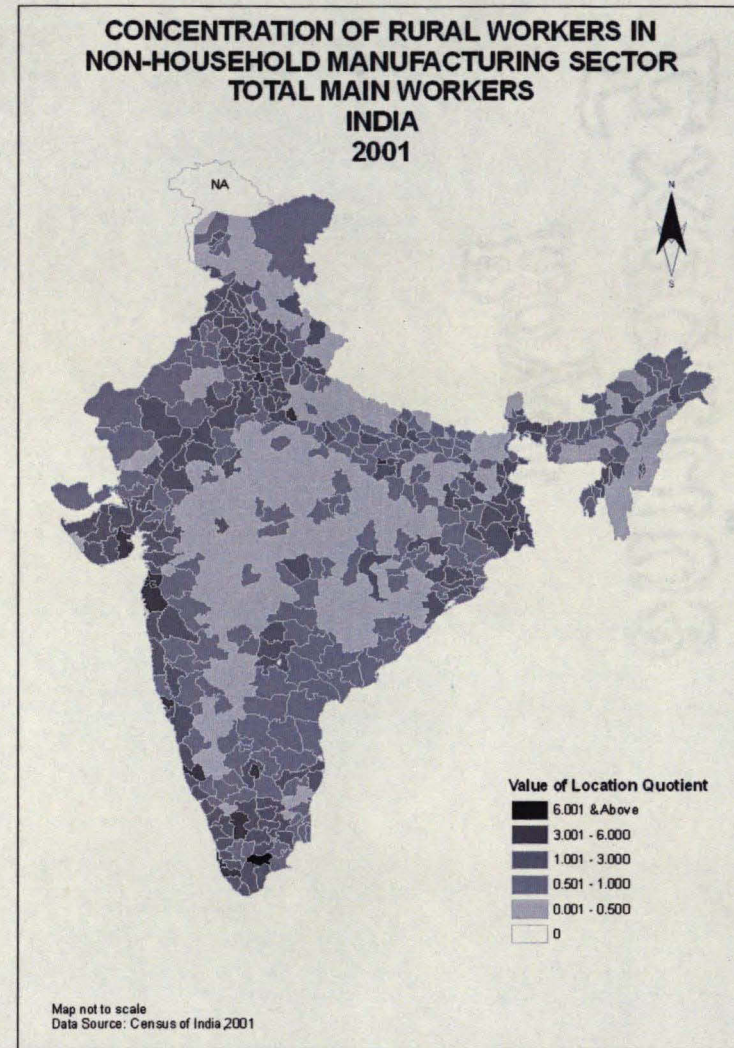 CONCENTRATION OF RURAL WORKERS IN
NON-HOUSEHOLD MANUFACTURING SECTOR
TOTAL MAIN WORKERS
INDIA
2001
NA
N
S
Value of Location Quotient
6.001 & Above
3.001 - 6.000
1.001 - 3.000
0.501 - 1.000
0.001 - 0.500
0
Map not to scale
Data Source: Census of India,2001